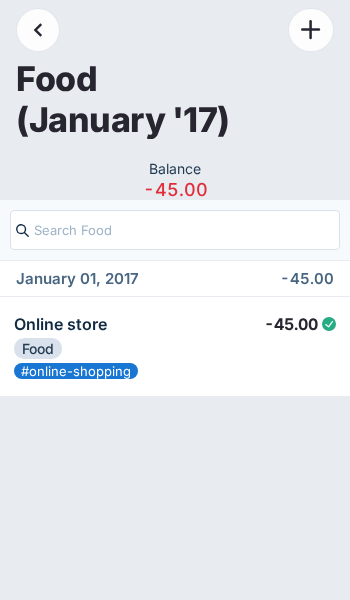 Food
(January '17)
Balance
-45.00
Search Food
January 01, 2017 -45.00
Online store -45.00
Food
#online-shopping